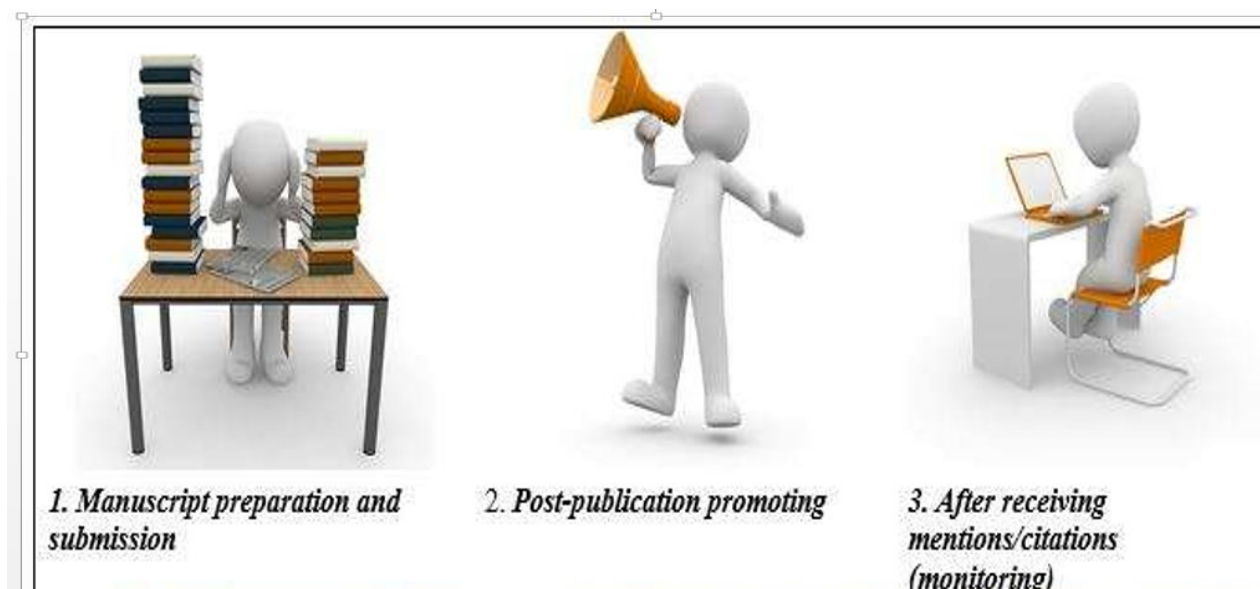 1. Manuscript preparation and
submission
2. Post-publication promoting
3. After receiving
mentions/citations
(monitoring)